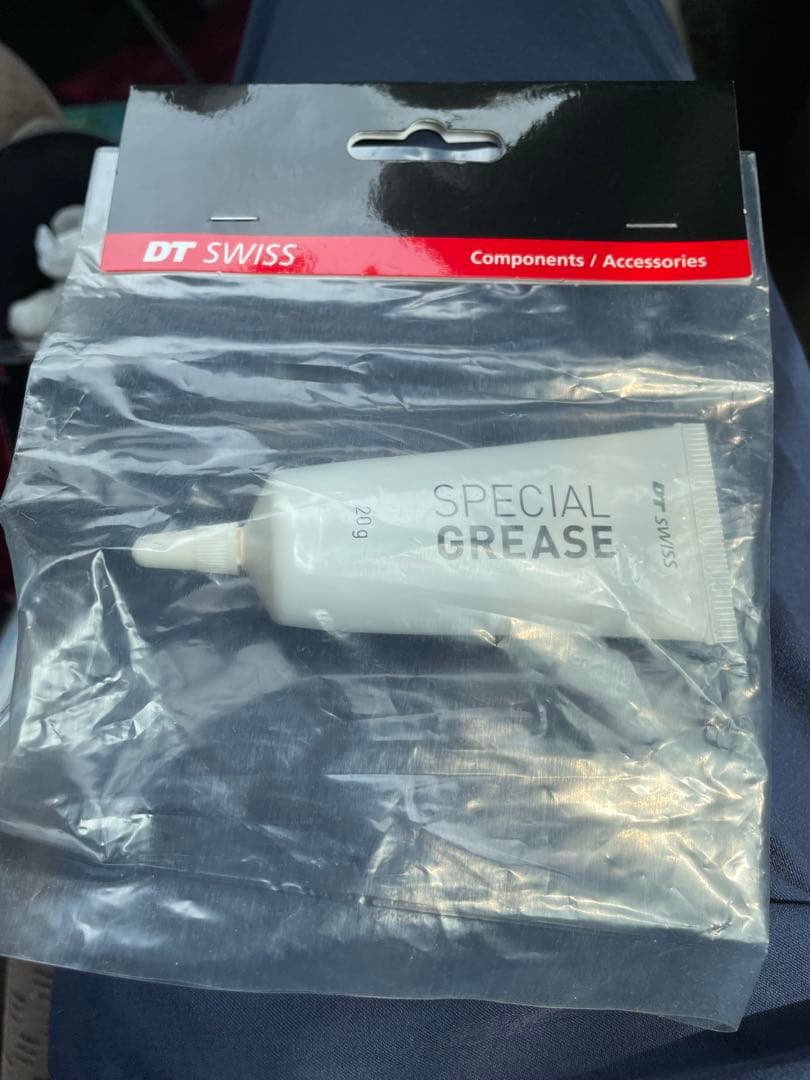 DT SWISS
Components / Accessories
20 g
SPECIAL
GREASE
DT SWISS